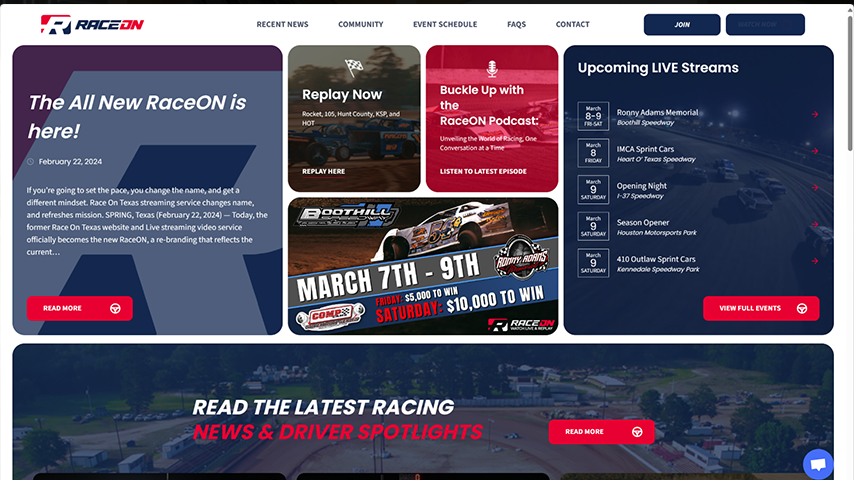 RACEON
RECENT NEWS
COMMUNITY
EVENT SCHEDULE
FAQS
CONTACT
JOIN
WATCH NOW
The All New RaceON is
here!
February 22, 2024
If you're going to set the pace, you change the name, and get a
different mindset. Race On Texas streaming service changes name,
and refreshes mission. SPRING, Texas (February 22, 2024) — Today, the
former Race On Texas website and Live streaming video service
officially becomes the new RaceON, a re-branding that reflects the
current…
READ MORE
Replay Now
Rocket, 105, Hunt County, KSP, and
HOT
REPLAY HERE
Buckle Up with
the
RaceON Podcast:
Unveiling the World of Racing, One
Conversation at a Time
LISTEN TO LATEST EPISODE
BOOTHILL
SPEEDWAY
RONNY ADAMS
MARCH 7TH - 9TH
FRIDAY: $5,000 TO WIN
SATURDAY: $10,000 TO WIN
COMP
RACEON
WATCH LIVE & REPLAY
Upcoming LIVE Streams
March
8-9
FRI-SAT
Ronny Adams Memorial
Boothill Speedway
March
8
FRIDAY
IMCA Sprint Cars
Heart O' Texas Speedway
March
9
SATURDAY
Opening Night
I-37 Speedway
March
9
SATURDAY
Season Opener
Houston Motorsports Park
March
9
SATURDAY
410 Outlaw Sprint Cars
Kennedale Speedway Park
VIEW FULL EVENTS
READ THE LATEST RACING
NEWS & DRIVER SPOTLIGHTS
READ MORE